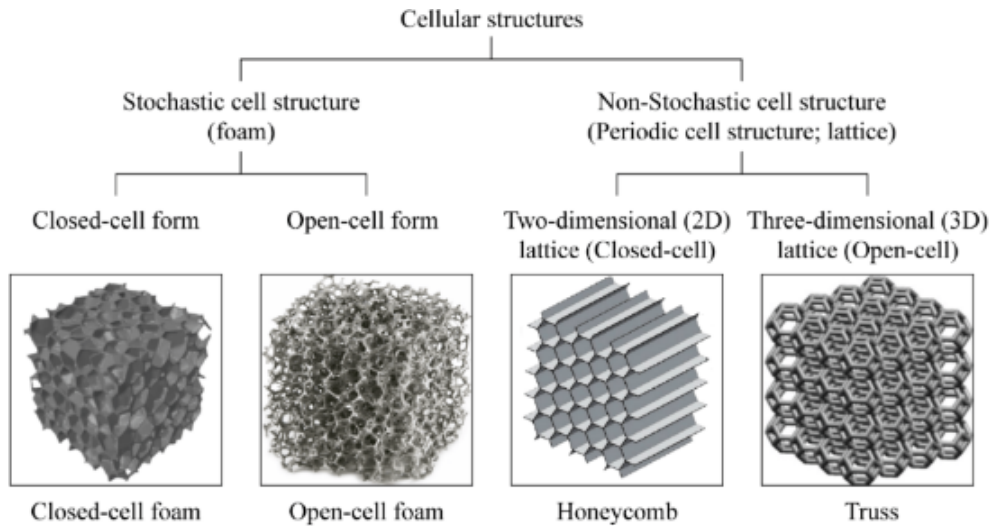 Cellular structures
Stochastic cell structure
(foam)
Non-Stochastic cell structure
(Periodic cell structure; lattice)
Closed-cell form
Open-cell form
Two-dimensional (2D)
lattice (Closed-cell)
Three-dimensional (3D)
lattice (Open-cell)
Closed-cell foam
Open-cell foam
Honeycomb
Truss